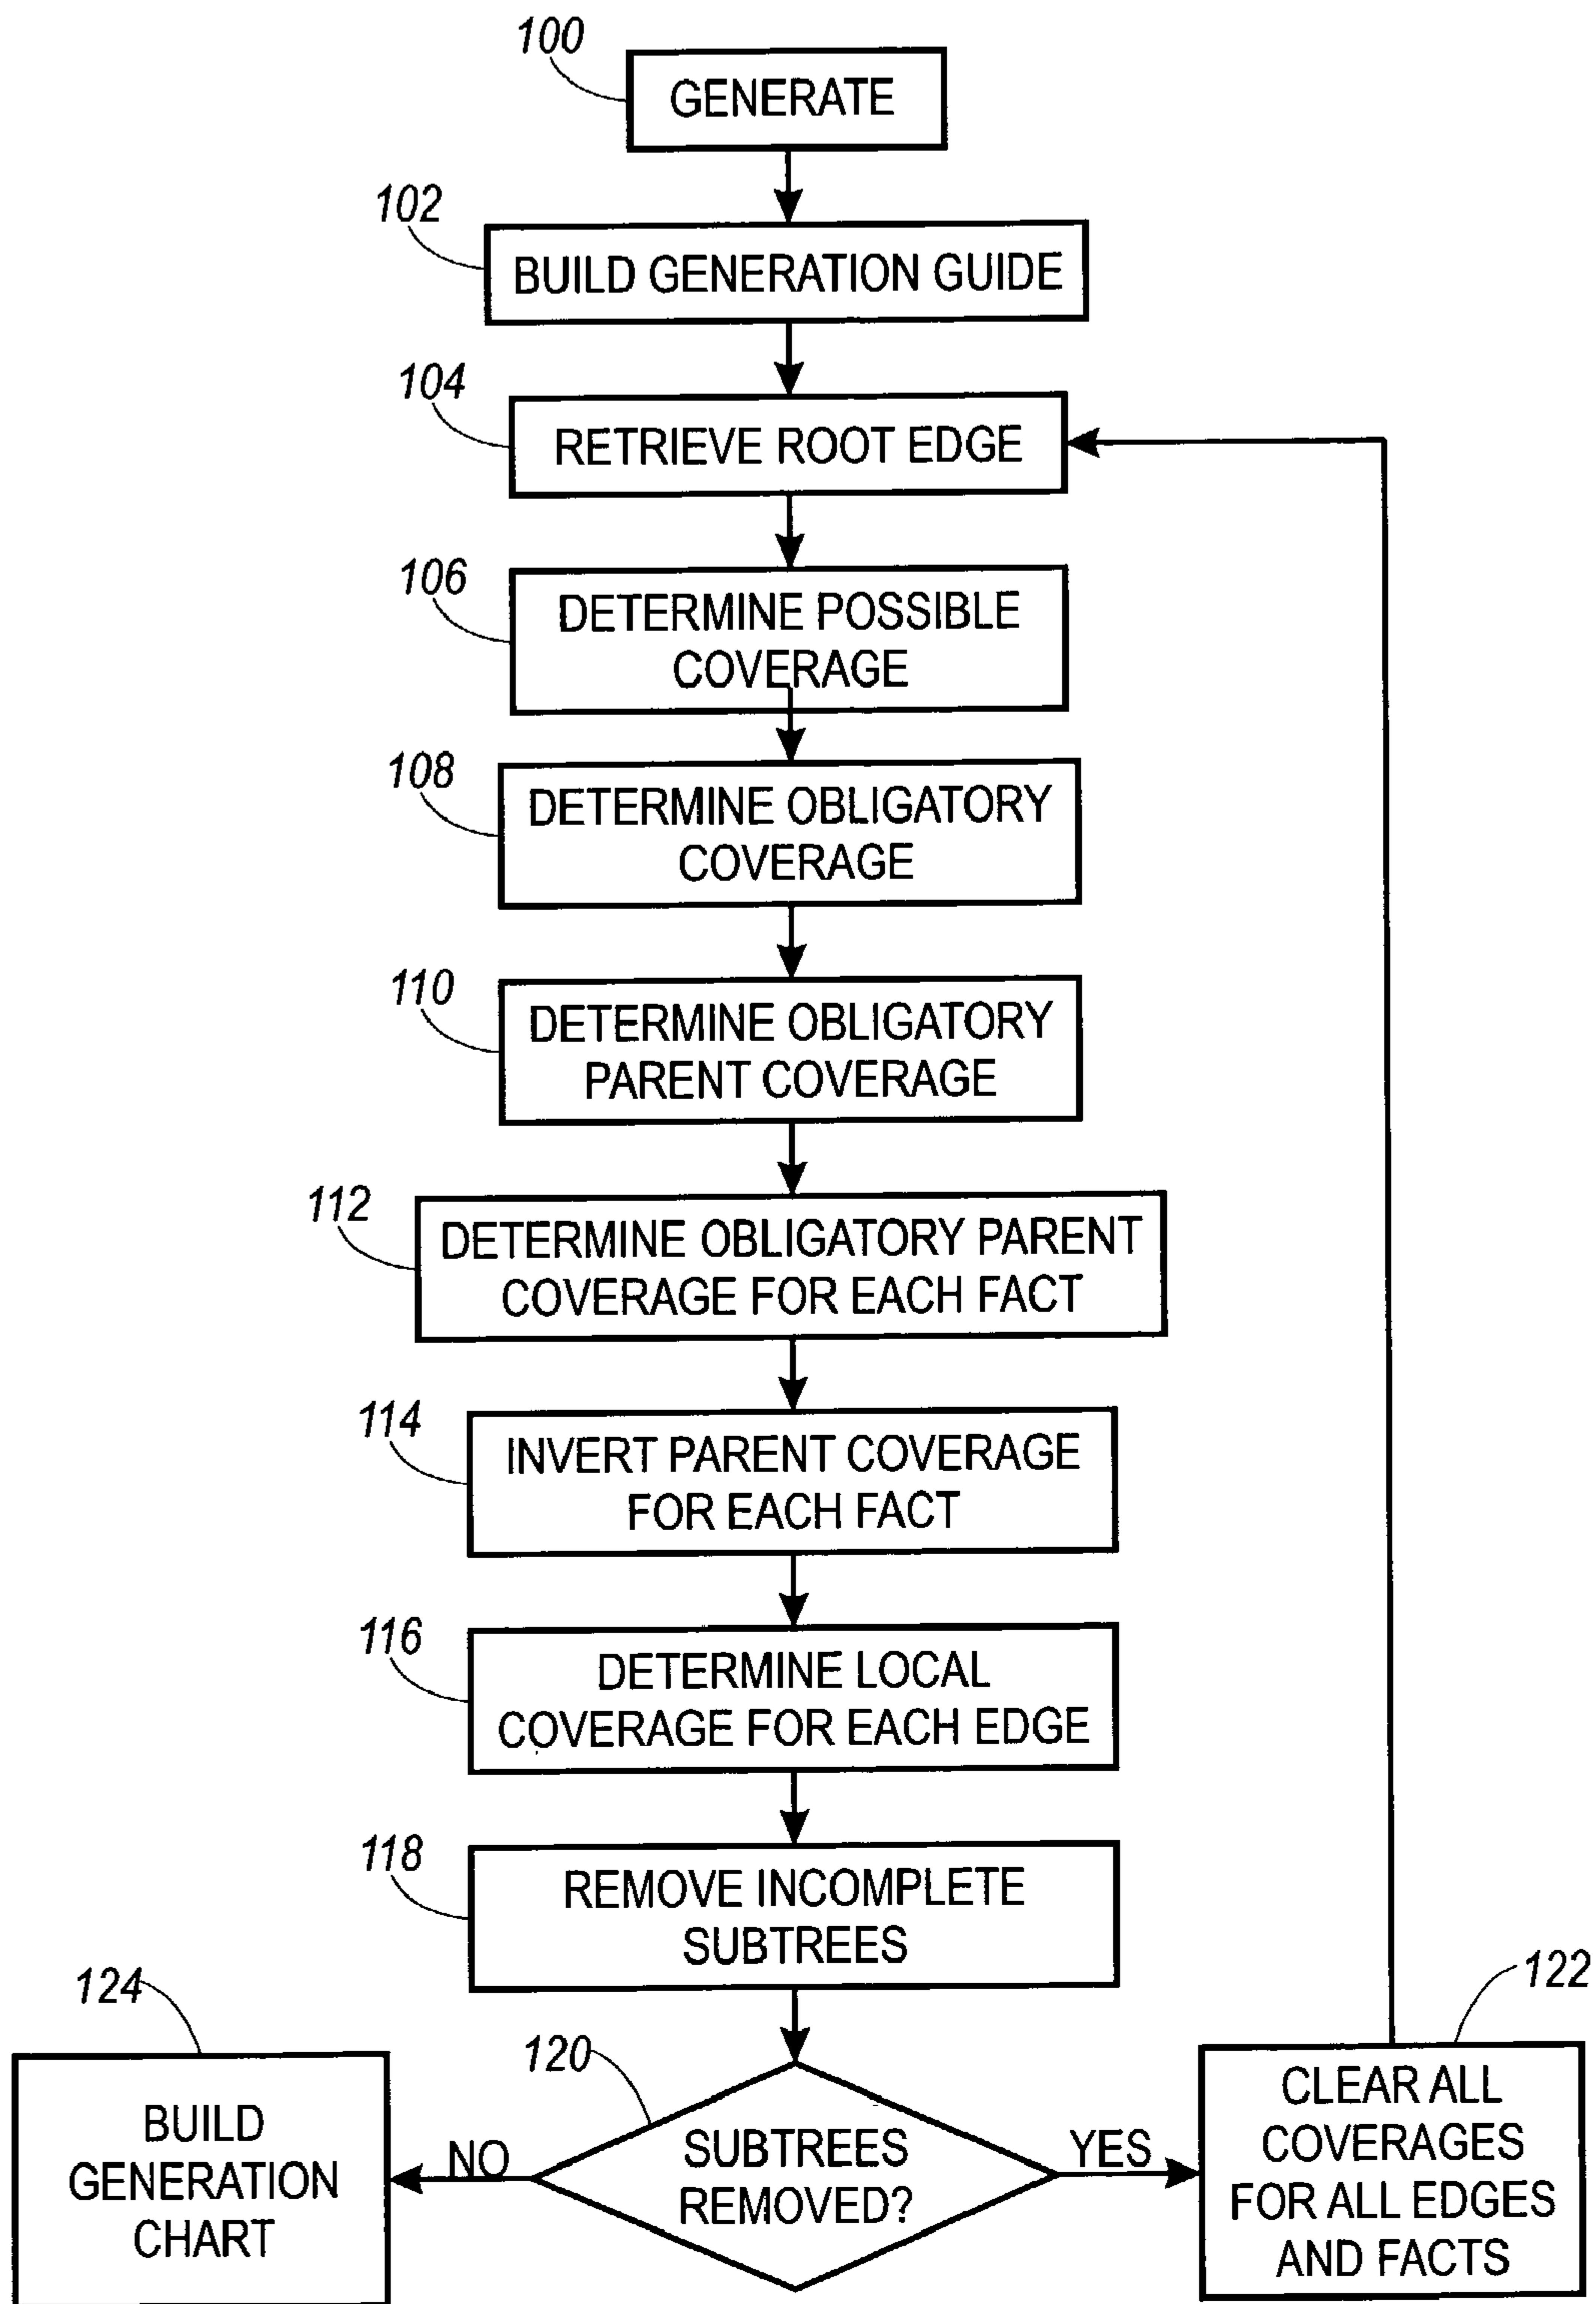 100
GENERATE
102
BUILD GENERATION GUIDE
104
RETRIEVE ROOT EDGE
106
DETERMINE POSSIBLE
COVERAGE
108
DETERMINE OBLIGATORY
COVERAGE
110
DETERMINE OBLIGATORY
PARENT COVERAGE
112
DETERMINE OBLIGATORY PARENT
COVERAGE FOR EACH FACT
114
INVERT PARENT COVERAGE
FOR EACH FACT
116
DETERMINE LOCAL
COVERAGE FOR EACH EDGE
118
REMOVE INCOMPLETE
SUBTREES
120
SUBTREES
REMOVED?
NO
YES
124
BUILD
GENERATION
CHART
122
CLEAR ALL
COVERAGES
FOR ALL EDGES
AND FACTS